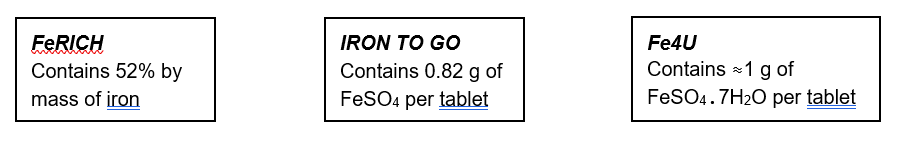 FeRICH
Contains 52% by
mass of iron
IRON TO GO
Contains 0.82 g of
FeSO₄ per tablet
Fe4U
Contains ≈1 g of
FeSO₄.7H₂O per tablet